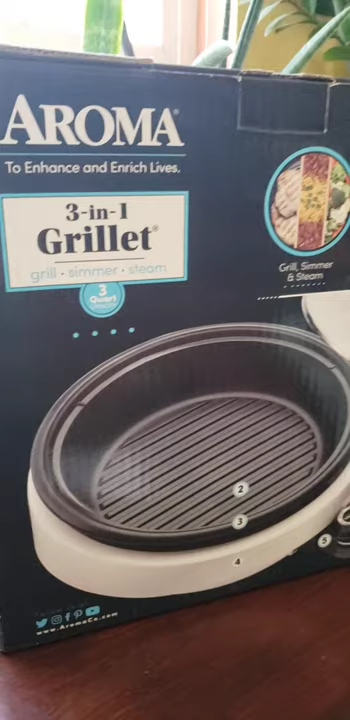 AROMA®
To Enhance and Enrich Lives.
3-in-1
Grillet®
grill • simmer • steam
3
Quart
Grill, Simmer
& Steam
2
3
4
5
www.AromaCo.com